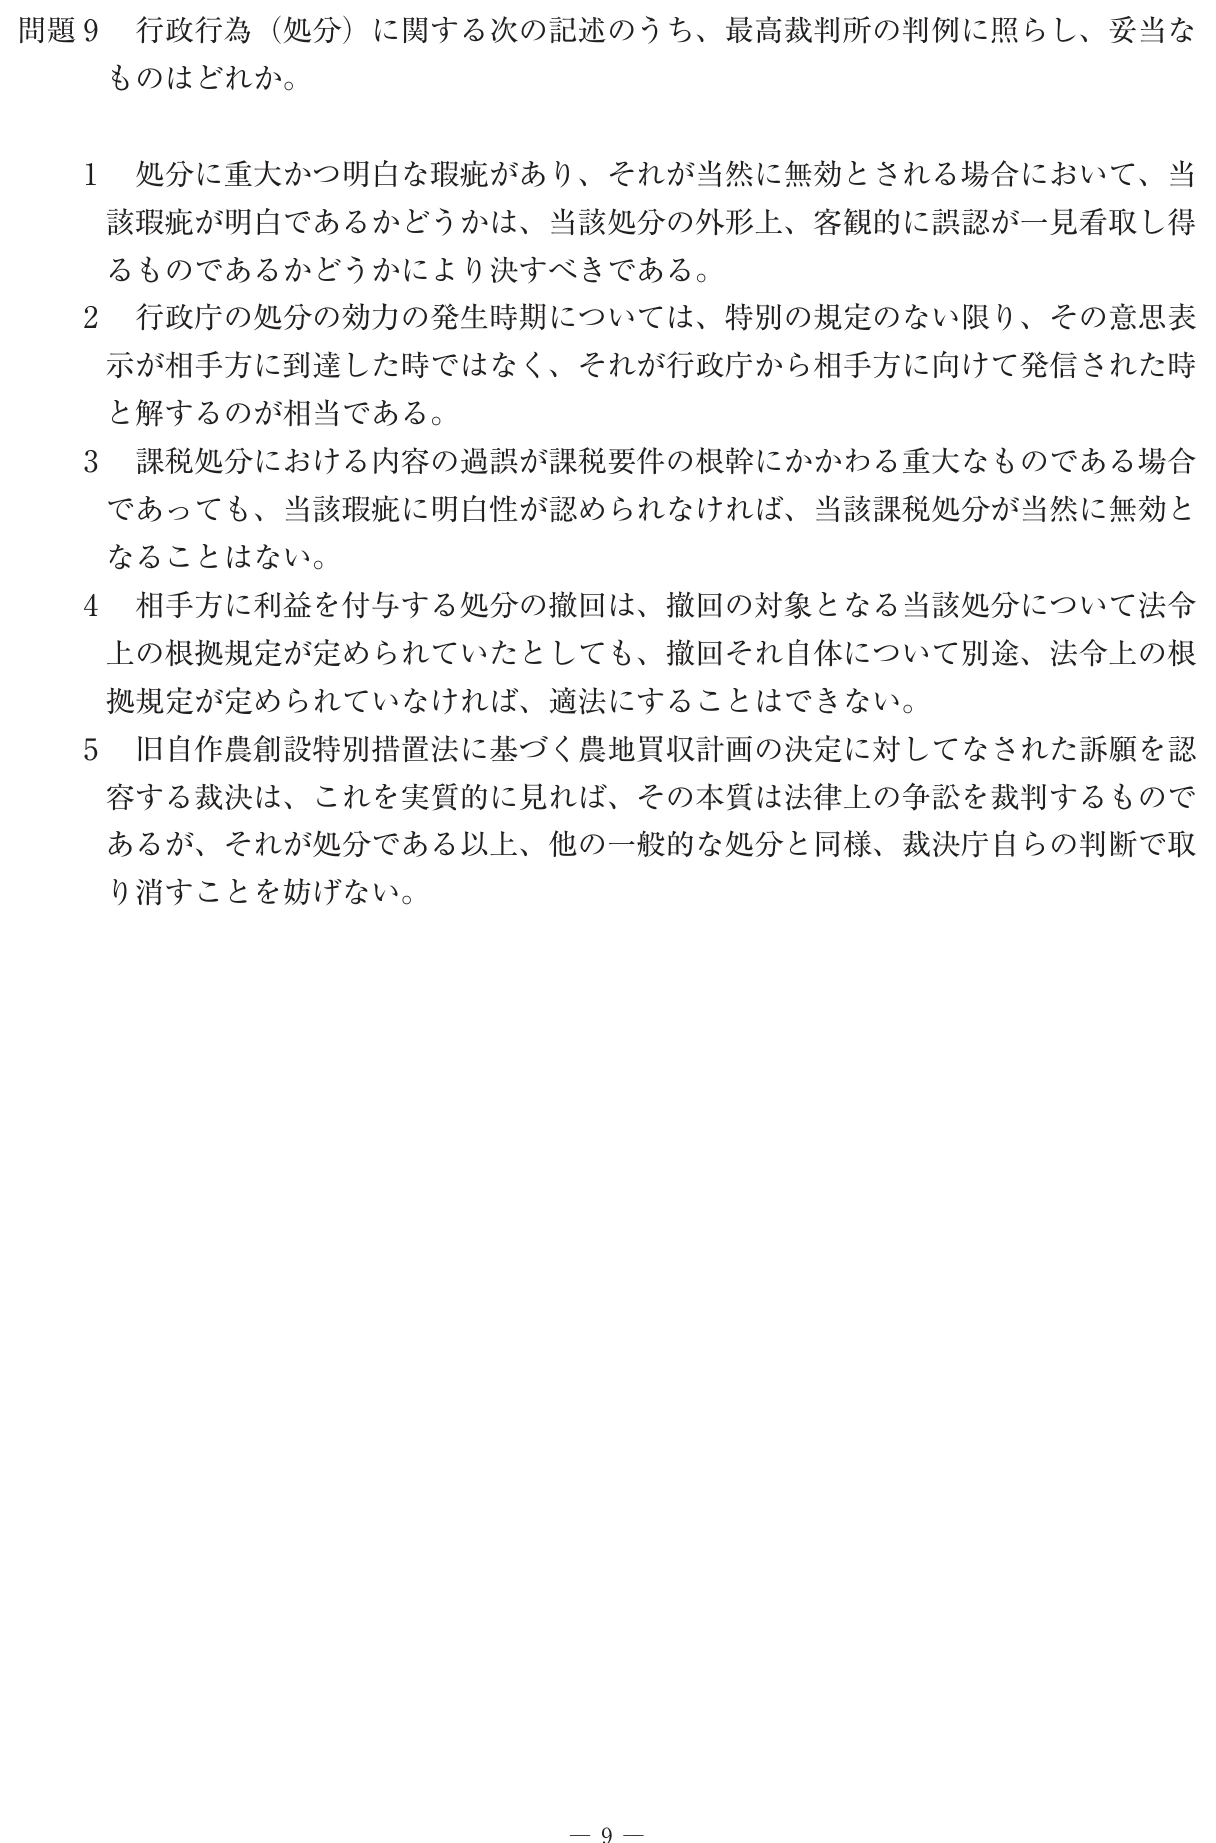 問題9　行政行為（処分）に関する次の記述のうち、最高裁判所の判例に照らし、妥当な
ものはどれか。
1　処分に重大かつ明白な瑕疵があり、それが当然に無効とされる場合において、当
該瑕疵が明白であるかどうかは、当該処分の外形上、客観的に誤認が一見看取し得
るものであるかどうかにより決すべきである。
2　行政庁の処分の効力の発生時期については、特別の規定のない限り、その意思表
示が相手方に到達した時ではなく、それが行政庁から相手方に向けて発信された時
と解するのが相当である。
3　課税処分における内容の過誤が課税要件の根幹にかかわる重大なものである場合
であっても、当該瑕疵に明白性が認められなければ、当該課税処分が当然に無効と
なることはない。
4　相手方に利益を付与する処分の撤回は、撤回の対象となる当該処分について法令
上の根拠規定が定められていたとしても、撤回それ自体について別途、法令上の根
拠規定が定められていなければ、適法にすることはできない。
5　旧自作農創設特別措置法に基づく農地買収計画の決定に対してなされた訴願を認
容する裁決は、これを実質的に見れば、その本質は法律上の争訟を裁判するもので
あるが、それが処分である以上、他の一般的な処分と同様、裁決庁自らの判断で取
り消すことを妨げない。
― 9 ―